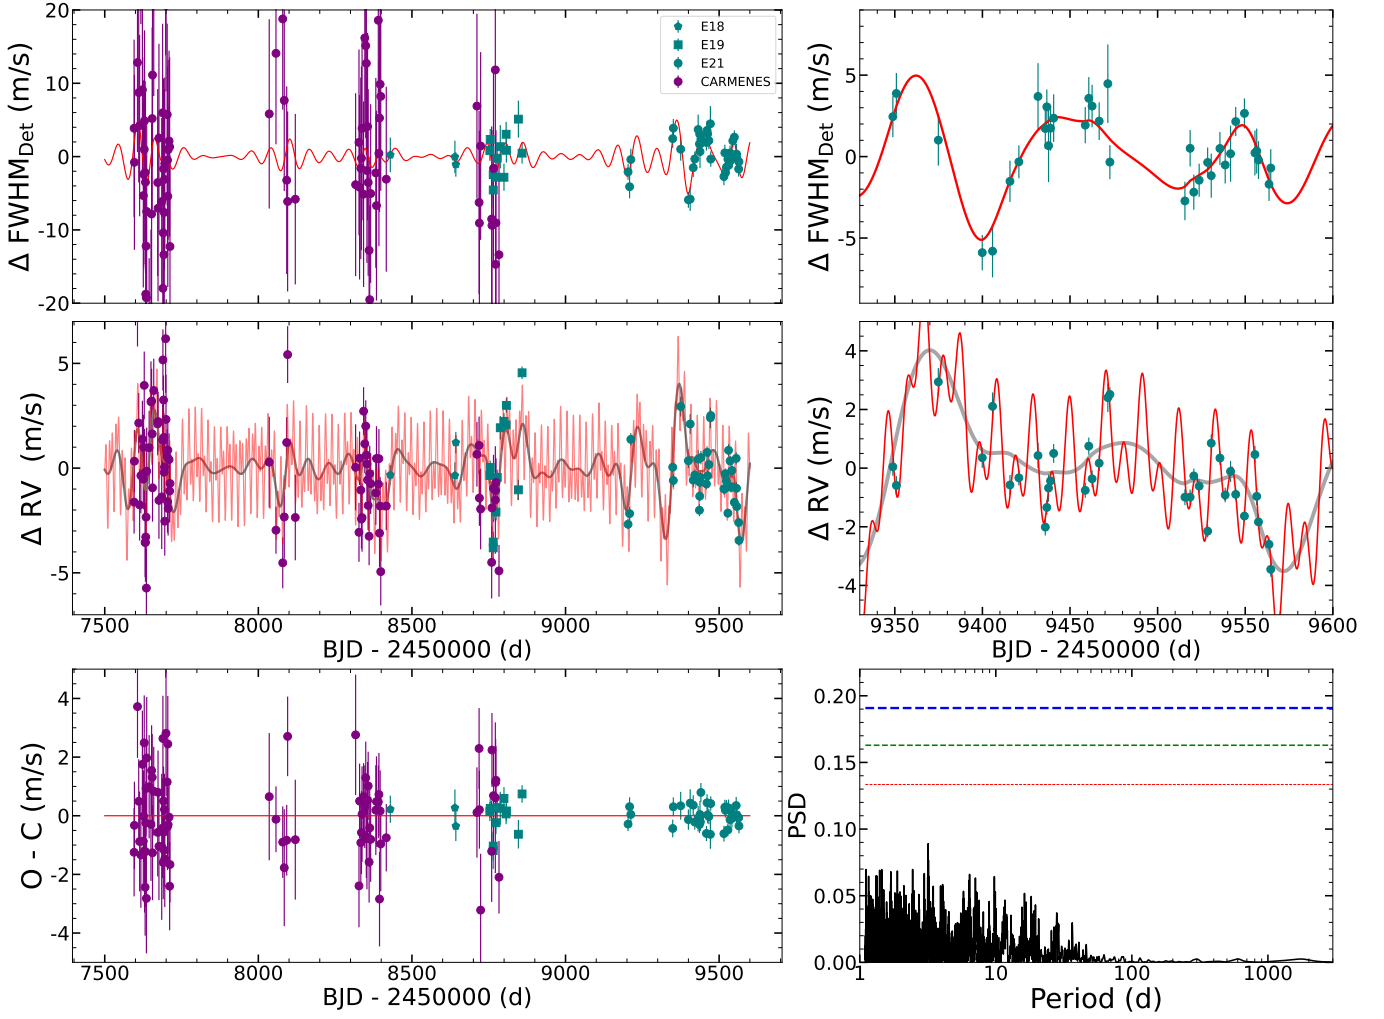 20
10
0
-10
-20
Δ FWHM_Det (m/s)
E18
E19
E21
CARMENES
5
0
-5
Δ FWHM_Det (m/s)
5
0
-5
Δ RV (m/s)
7500 8000 8500 9000 9500
BJD - 2450000 (d)
4
2
0
-2
-4
Δ RV (m/s)
9350 9400 9450 9500 9550 9600
BJD - 2450000 (d)
4
2
0
-2
-4
O - C (m/s)
7500 8000 8500 9000 9500
BJD - 2450000 (d)
0.20
0.15
0.10
0.05
0.00
PSD
1 10 100 1000
Period (d)